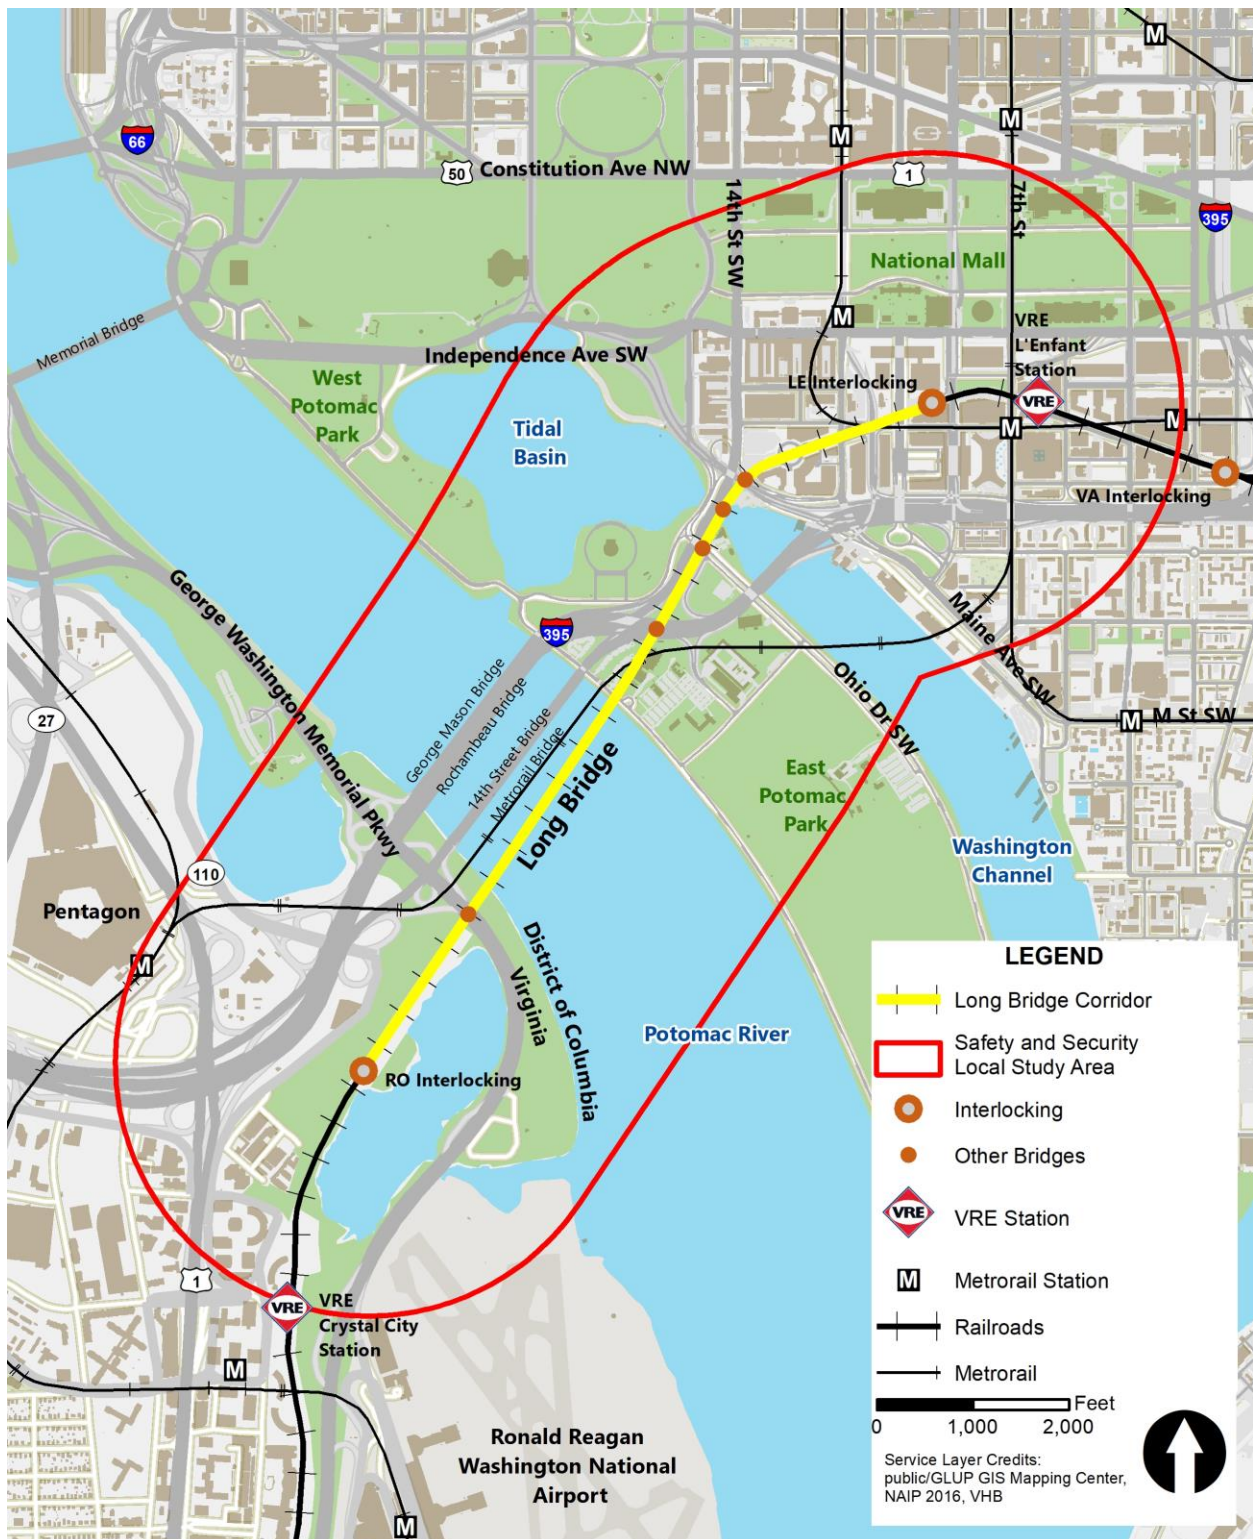 M
M
M
66
50
Constitution Ave NW
1
395
14th St SW
7th St
National Mall
Memorial Bridge
M
VRE
L'Enfant
Station
Independence Ave SW
LE Interlocking
VRE
West
Potomac
Park
Tidal
Basin
M
M
VA Interlocking
George Washington Memorial Pkwy
395
Maine Ave SW
Ohio Dr SW
27
George Mason Bridge
Rochambeau Bridge
14th Street Bridge
Metrorail Bridge
Long Bridge
M
M St SW
East
Potomac
Park
110
Washington
Channel
Pentagon
M
District of Columbia
Virginia
Potomac River
RO Interlocking
1
VRE
VRE
Crystal City
Station
M
Ronald Reagan
Washington National
Airport
M
LEGEND
Long Bridge Corridor
Safety and Security
Local Study Area
Interlocking
Other Bridges
VRE
VRE Station
M
Metrorail Station
Railroads
Metrorail
Feet
0 1,000 2,000
Service Layer Credits:
public/GLUP GIS Mapping Center,
NAIP 2016, VHB